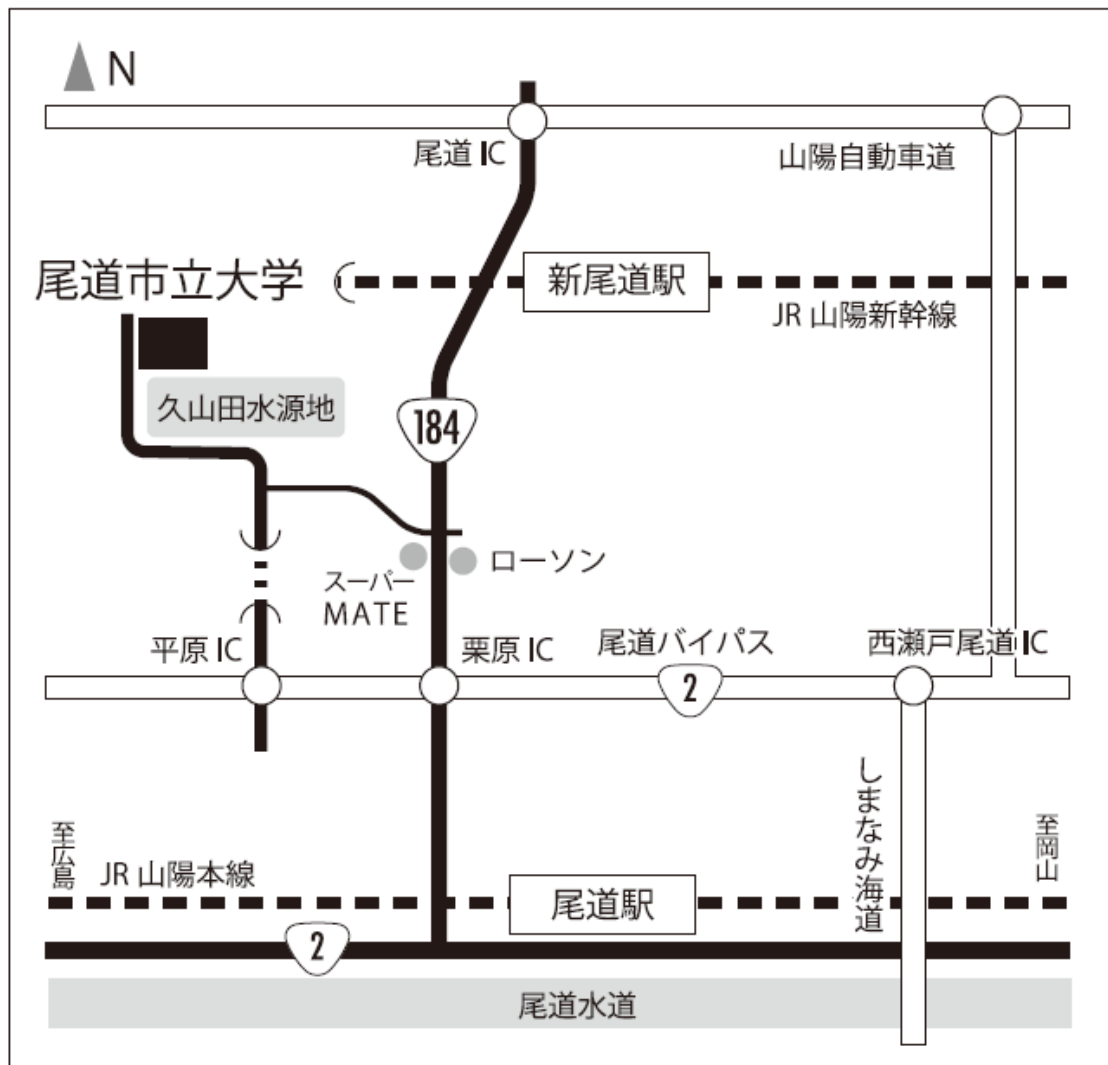 N
尾道 IC
山陽自動車道
尾道市立大学
新尾道駅
JR 山陽新幹線
久山田水源地
184
ローソン
スーパー
MATE
平原 IC
栗原 IC
尾道バイパス
西瀬戸尾道 IC
2
しまなみ海道
至広島
至岡山
JR 山陽本線
尾道駅
2
尾道水道